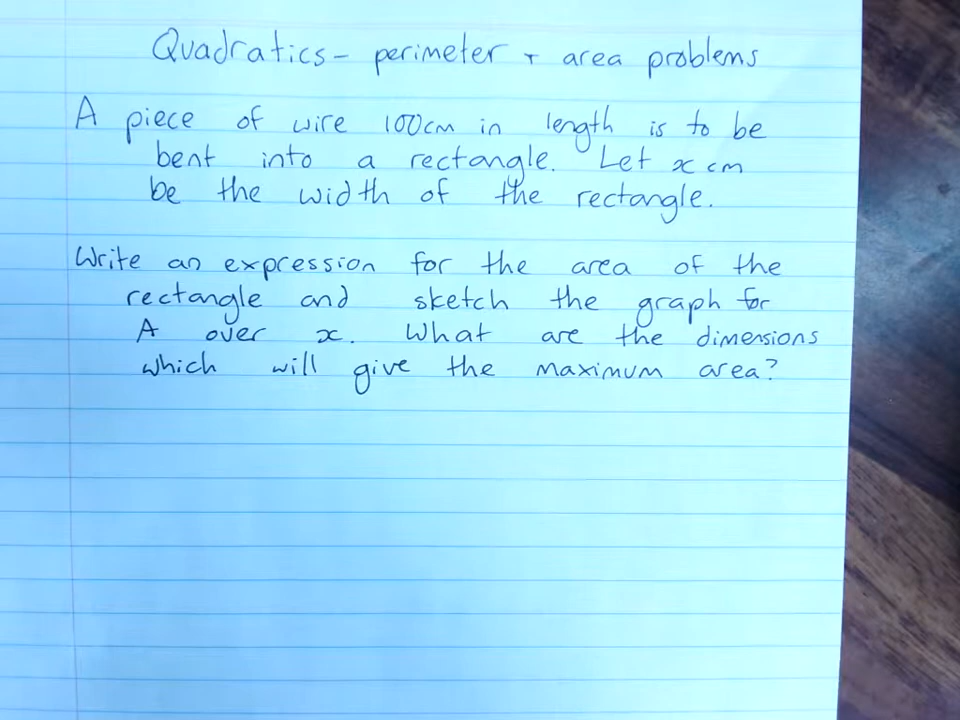 Quadratics - perimeter + area problems
A piece of wire 100cm in length is to be
bent into a rectangle. Let x cm
be the width of the rectangle.
Write an expression for the area of the
rectangle and sketch the graph for
A over x. What are the dimensions
which will give the maximum area?